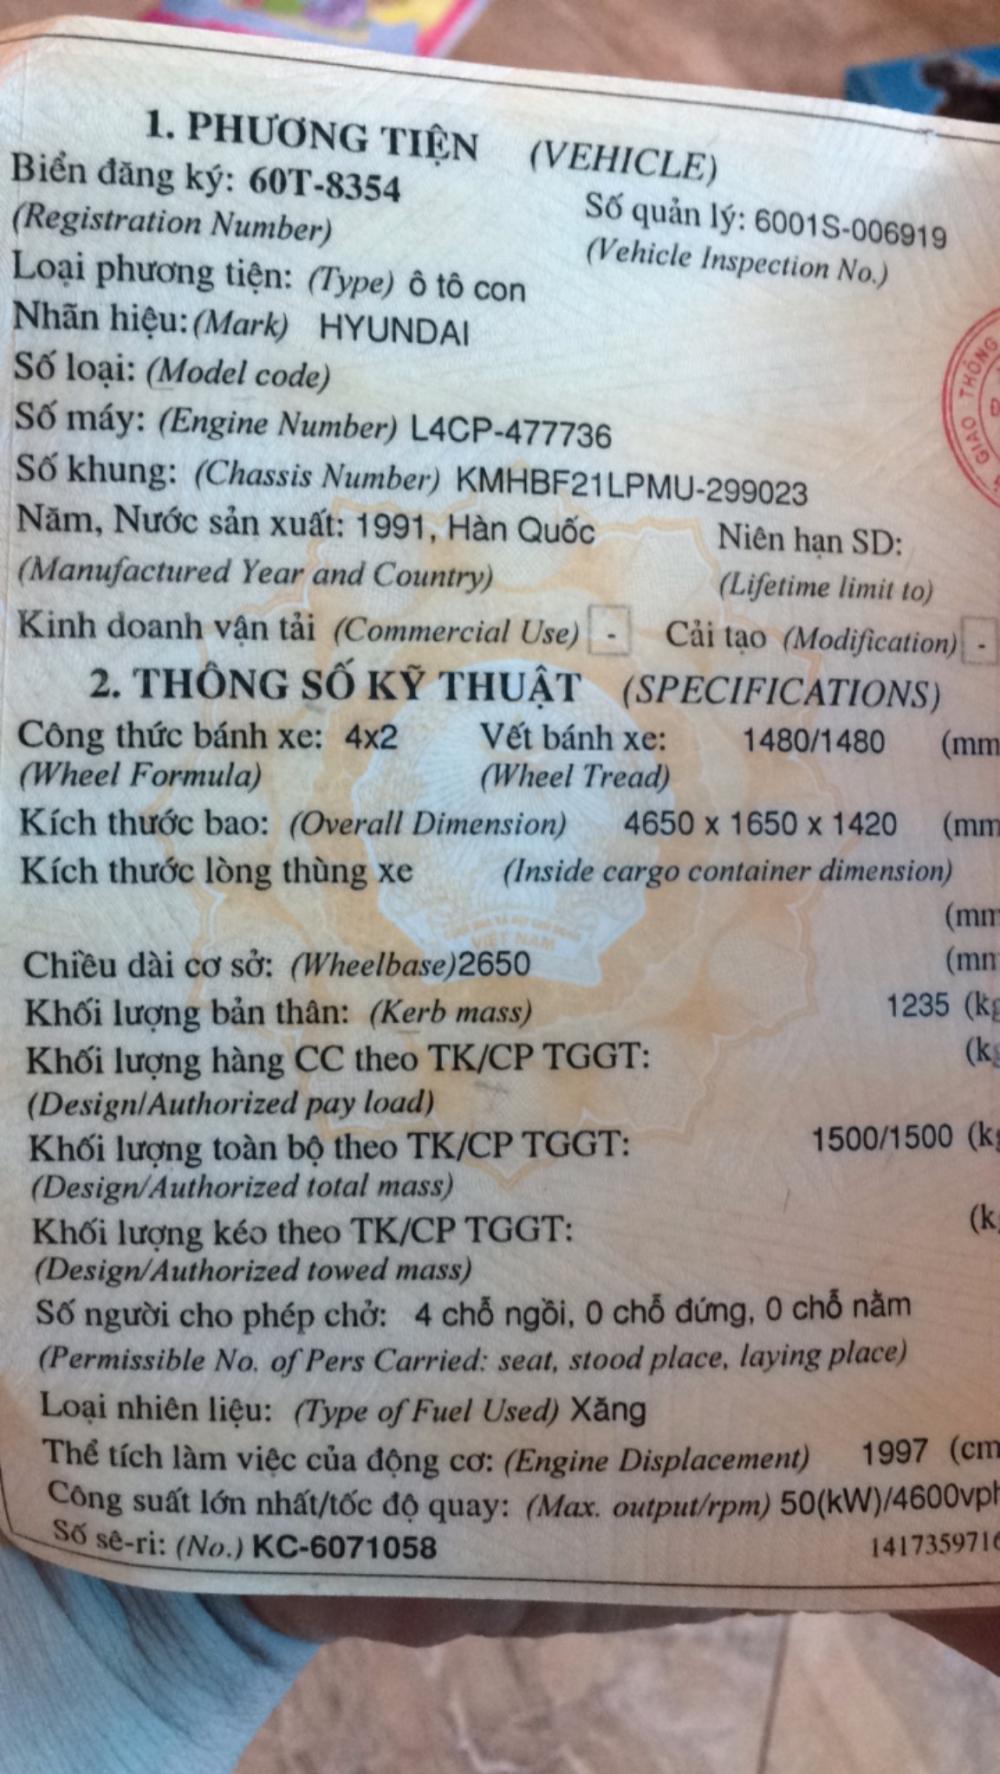 1. PHƯƠNG TIỆN (VEHICLE)
Biển đăng ký: 60T-8354 Số quản lý: 6001S-006919
(Registration Number) (Vehicle Inspection No.)
Loại phương tiện: (Type) ô tô con
Nhãn hiệu: (Mark) HYUNDAI
Số loại: (Model code)
Số máy: (Engine Number) L4CP-477736
Số khung: (Chassis Number) KMHBF21LPMU-299023
Năm, Nước sản xuất: 1991, Hàn Quốc Niên hạn SD:
(Manufactured Year and Country) (Lifetime limit to)
Kinh doanh vận tải (Commercial Use) - Cải tạo (Modification) -
2. THÔNG SỐ KỸ THUẬT (SPECIFICATIONS)
Công thức bánh xe: 4x2 Vết bánh xe: 1480/1480 (mm
(Wheel Formula) (Wheel Tread)
Kích thước bao: (Overall Dimension) 4650 x 1650 x 1420 (mm
Kích thước lòng thùng xe (Inside cargo container dimension)
(mm
Chiều dài cơ sở: (Wheelbase)2650 (mm
Khối lượng bản thân: (Kerb mass) 1235 (kg
Khối lượng hàng CC theo TK/CP TGGT: (kg
(Design/Authorized pay load)
Khối lượng toàn bộ theo TK/CP TGGT: 1500/1500 (kg
(Design/Authorized total mass)
Khối lượng kéo theo TK/CP TGGT: (k
(Design/Authorized towed mass)
Số người cho phép chở: 4 chỗ ngồi, 0 chỗ đứng, 0 chỗ nằm
(Permissible No. of Pers Carried: seat, stood place, laying place)
Loại nhiên liệu: (Type of Fuel Used) Xăng
Thể tích làm việc của động cơ: (Engine Displacement) 1997 (cm
Công suất lớn nhất/tốc độ quay: (Max. output/rpm) 50(kW)/4600vph
Số sê-ri: (No.) KC-6071058 141735971
GIAO THÔNG
VIỆT NAM